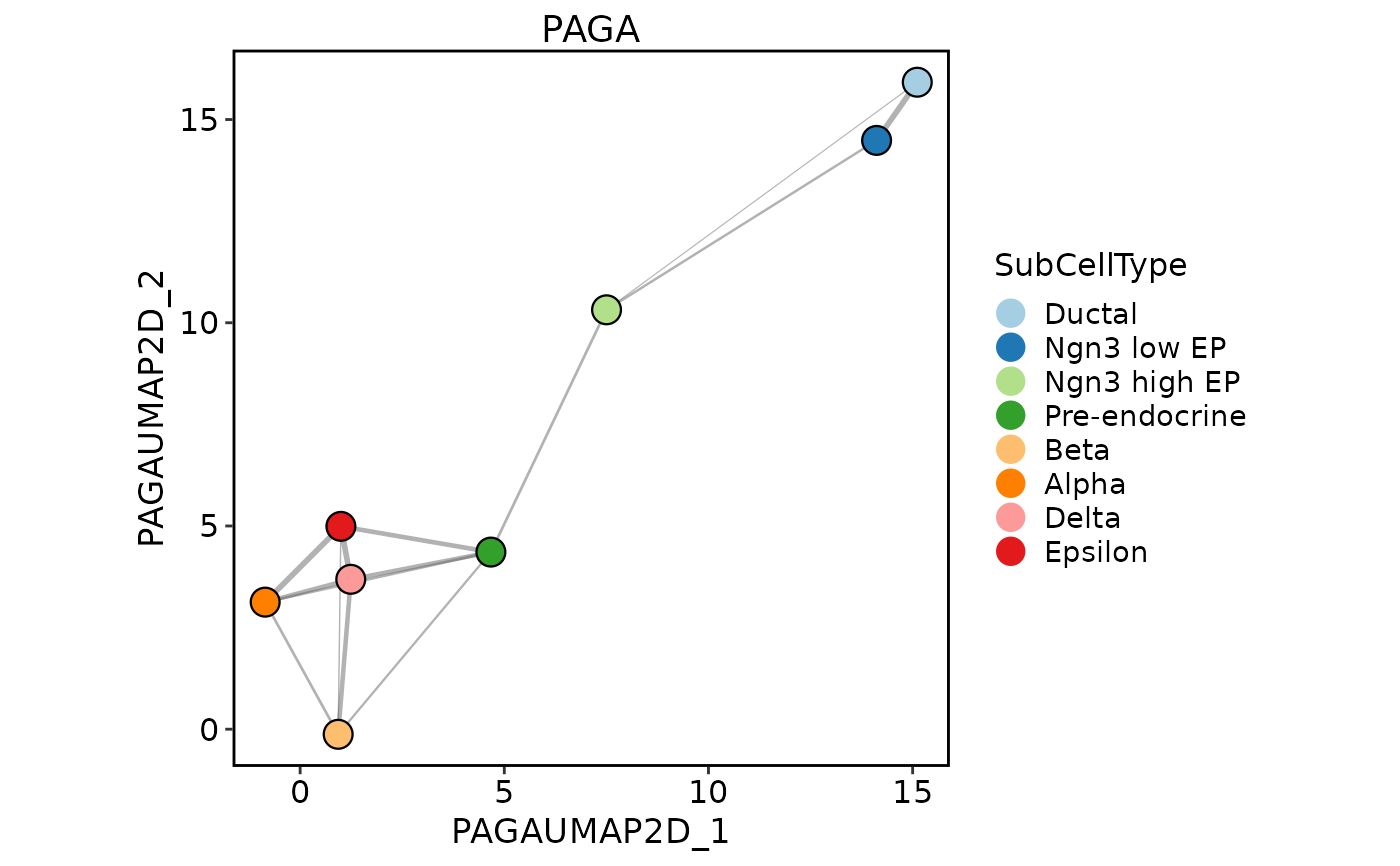 PAGA
15
10
5
0
PAGAUMAP2D_2
0
5
10
15
PAGAUMAP2D_1
SubCellType
Ductal
Ngn3 low EP
Ngn3 high EP
Pre-endocrine
Beta
Alpha
Delta
Epsilon